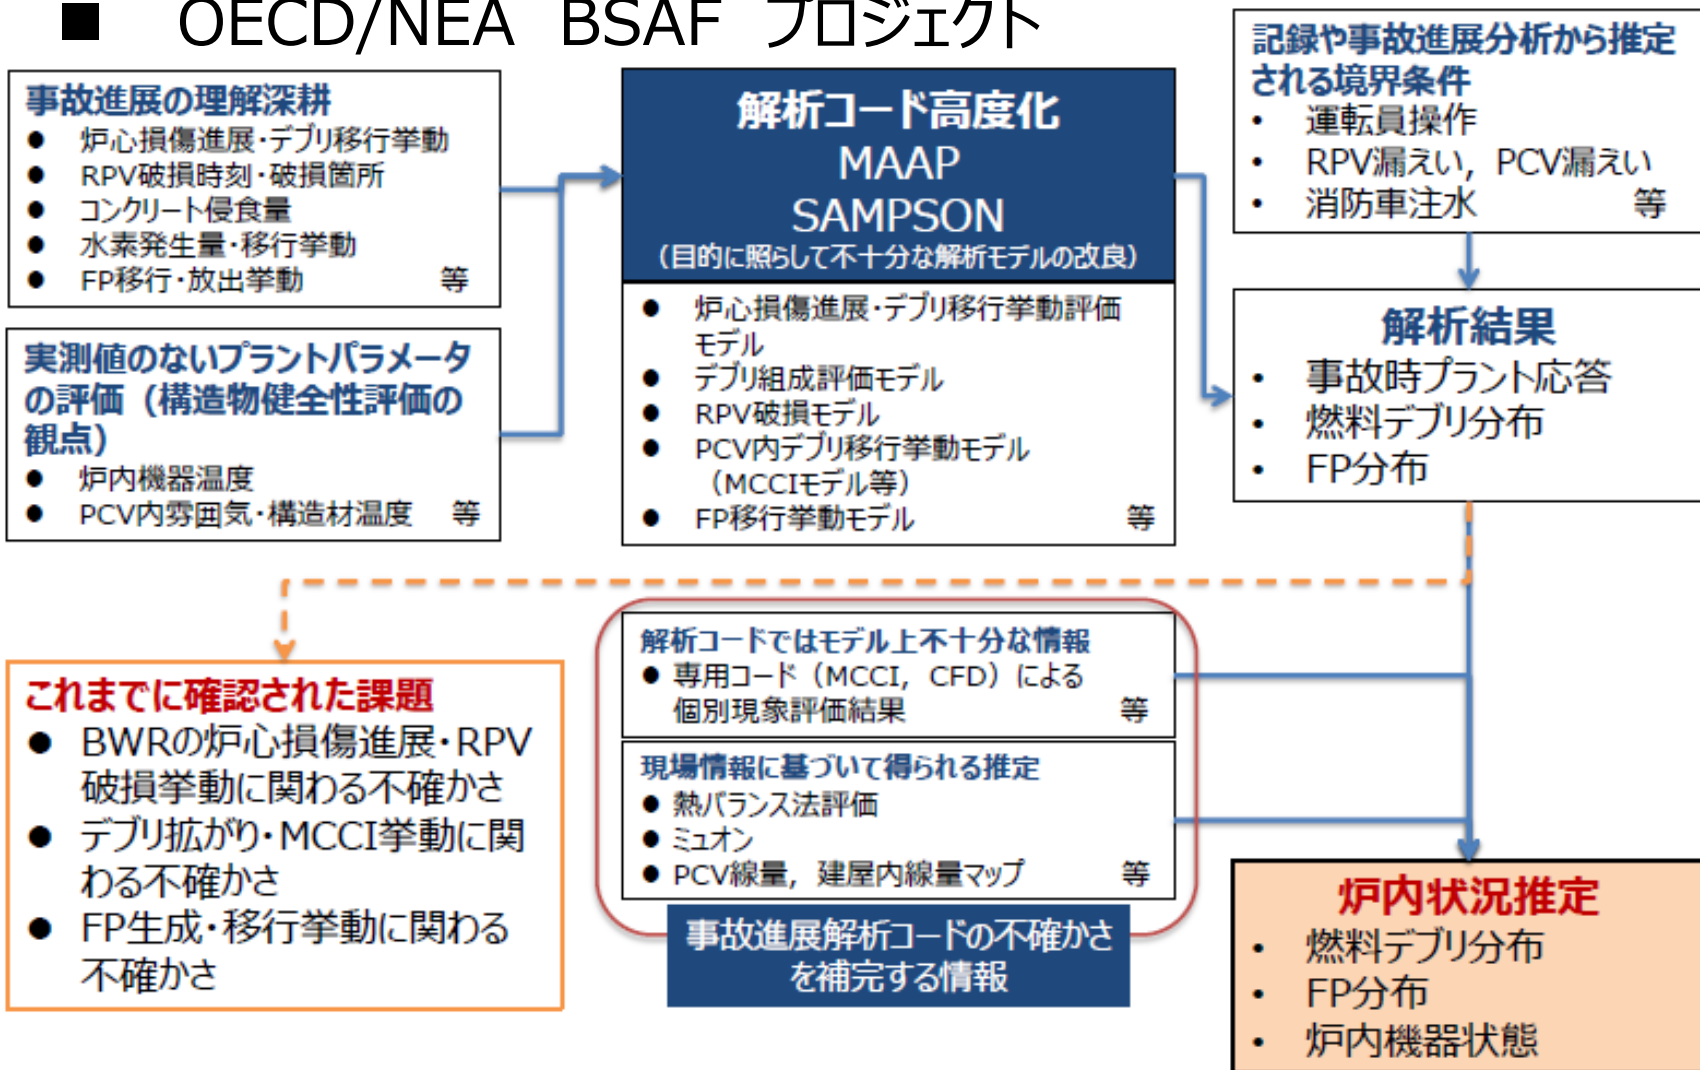 ■ OECD/NEA BSAF プロジェクト
事故進展の理解深耕
● 炉心損傷進展・デブリ移行挙動
● RPV破損時刻・破損箇所
● コンクリート侵食量
● 水素発生量・移行挙動
● FP移行・放出挙動 等
実測値のないプラントパラメータ
の評価（構造物健全性評価の
観点）
● 炉内機器温度
● PCV内雰囲気・構造材温度 等
解析コード高度化
MAAP
SAMPSON
（目的に照らして不十分な解析モデルの改良）
● 炉心損傷進展・デブリ移行挙動評価
モデル
● デブリ組成評価モデル
● RPV破損モデル
● PCV内デブリ移行挙動モデル
（MCCIモデル等）
● FP移行挙動モデル 等
記録や事故進展分析から推定
される境界条件
• 運転員操作
• RPV漏えい，PCV漏えい
• 消防車注水 等
解析結果
• 事故時プラント応答
• 燃料デブリ分布
• FP分布
これまでに確認された課題
● BWRの炉心損傷進展・RPV
破損挙動に関わる不確かさ
● デブリ拡がり・MCCI挙動に関
わる不確かさ
● FP生成・移行挙動に関わる
不確かさ
解析コードではモデル上不十分な情報
● 専用コード（MCCI，CFD）による
個別現象評価結果 等
現場情報に基づいて得られる推定
● 熱バランス法評価
● ミュオン
● PCV線量，建屋内線量マップ 等
事故進展解析コードの不確かさ
を補完する情報
炉内状況推定
• 燃料デブリ分布
• FP分布
• 炉内機器状態